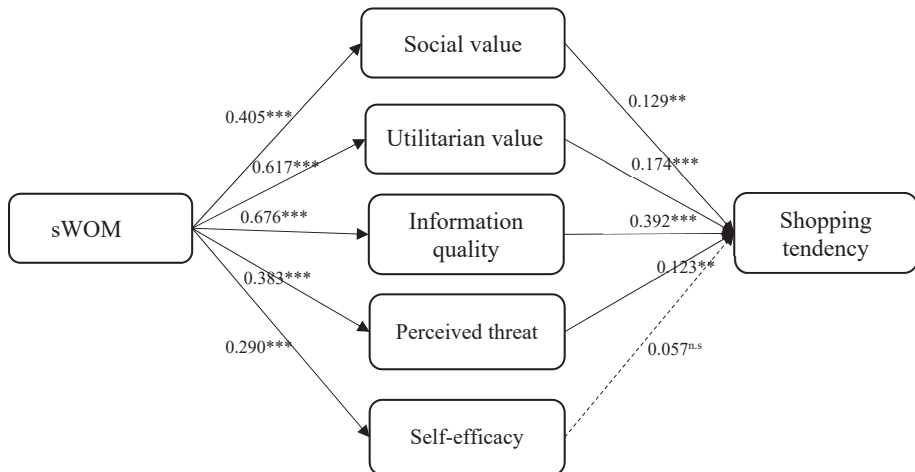 Social value
0.129**
0.405***
Utilitarian value
0.174***
0.617***
sWOM
0.676***
Information
quality
0.392***
Shopping
tendency
0.383***
0.123**
Perceived threat
0.290***
0.057n.s
Self-efficacy